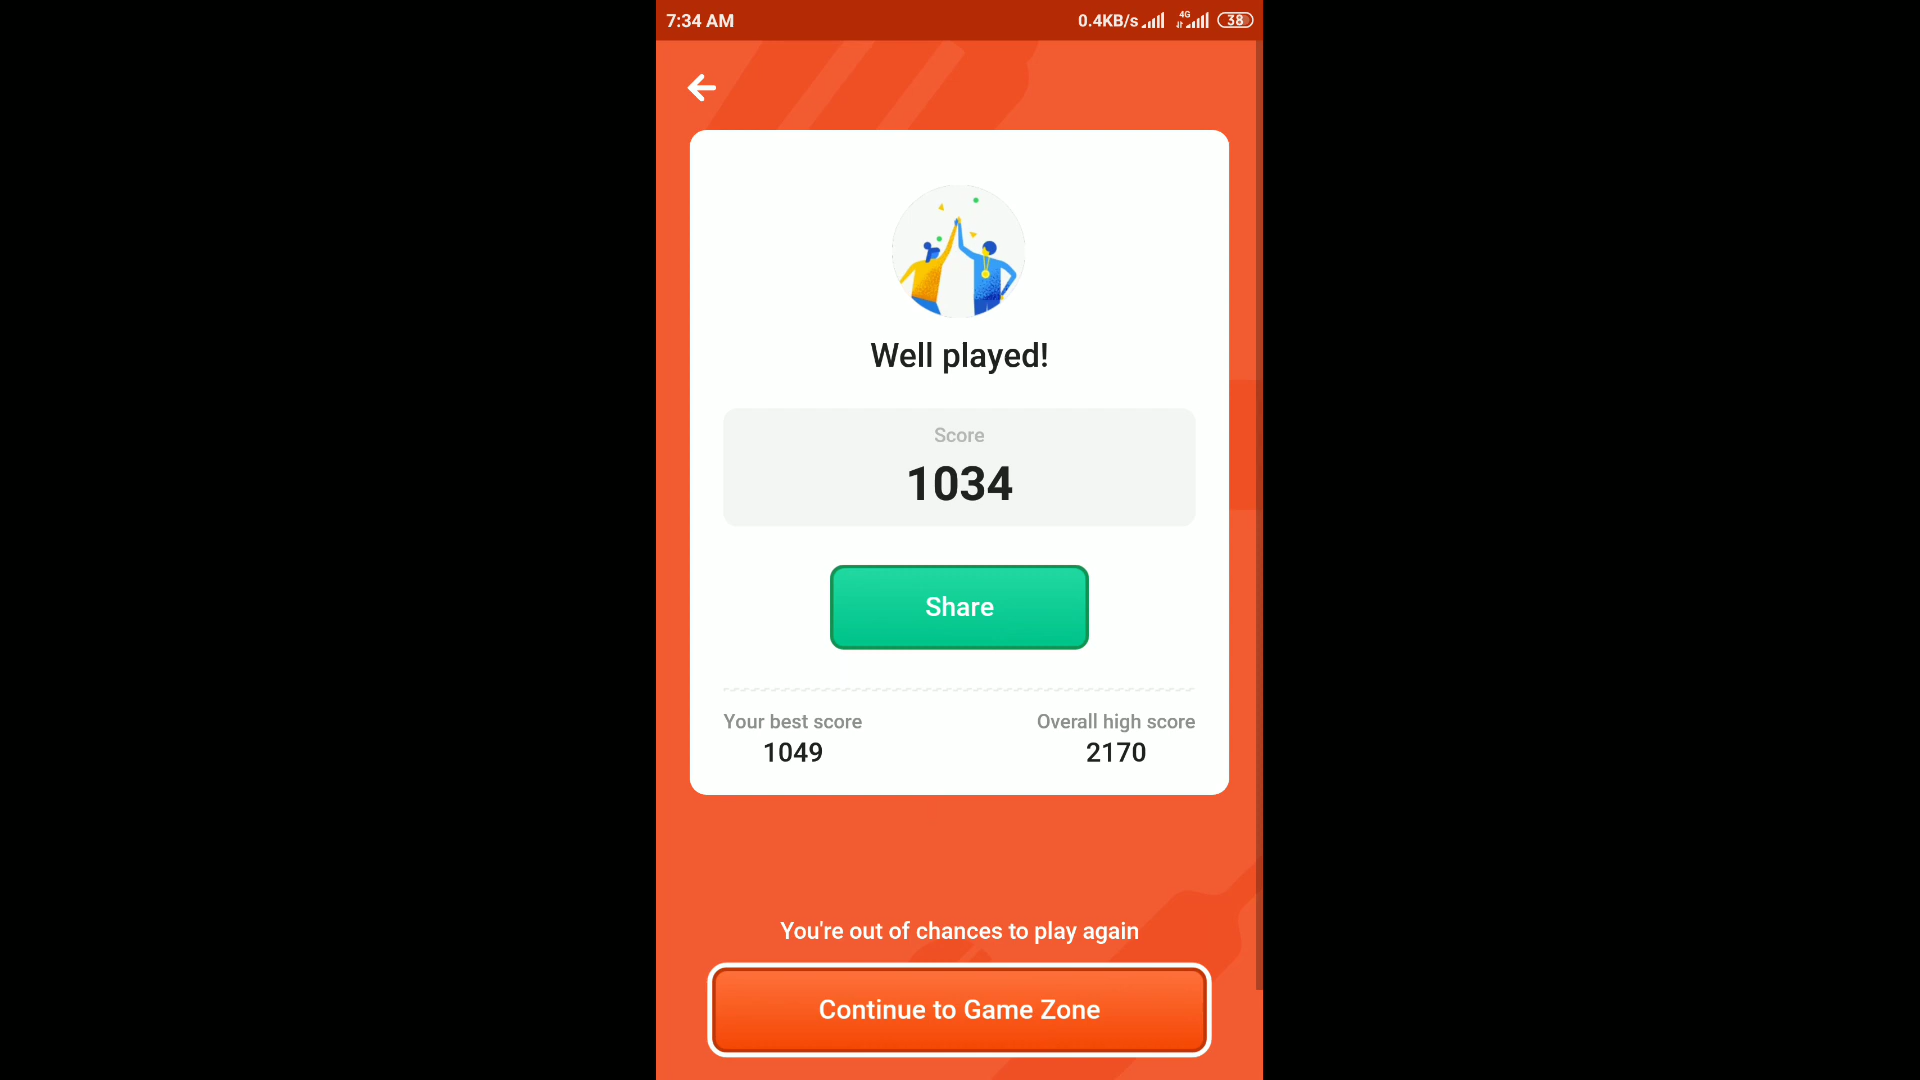 7:34 AM
0.4KB/s 4G 38
Well played!
Score
1034
Share
Your best score
Overall high score
1049
2170
You're out of chances to play again
Continue to Game Zone